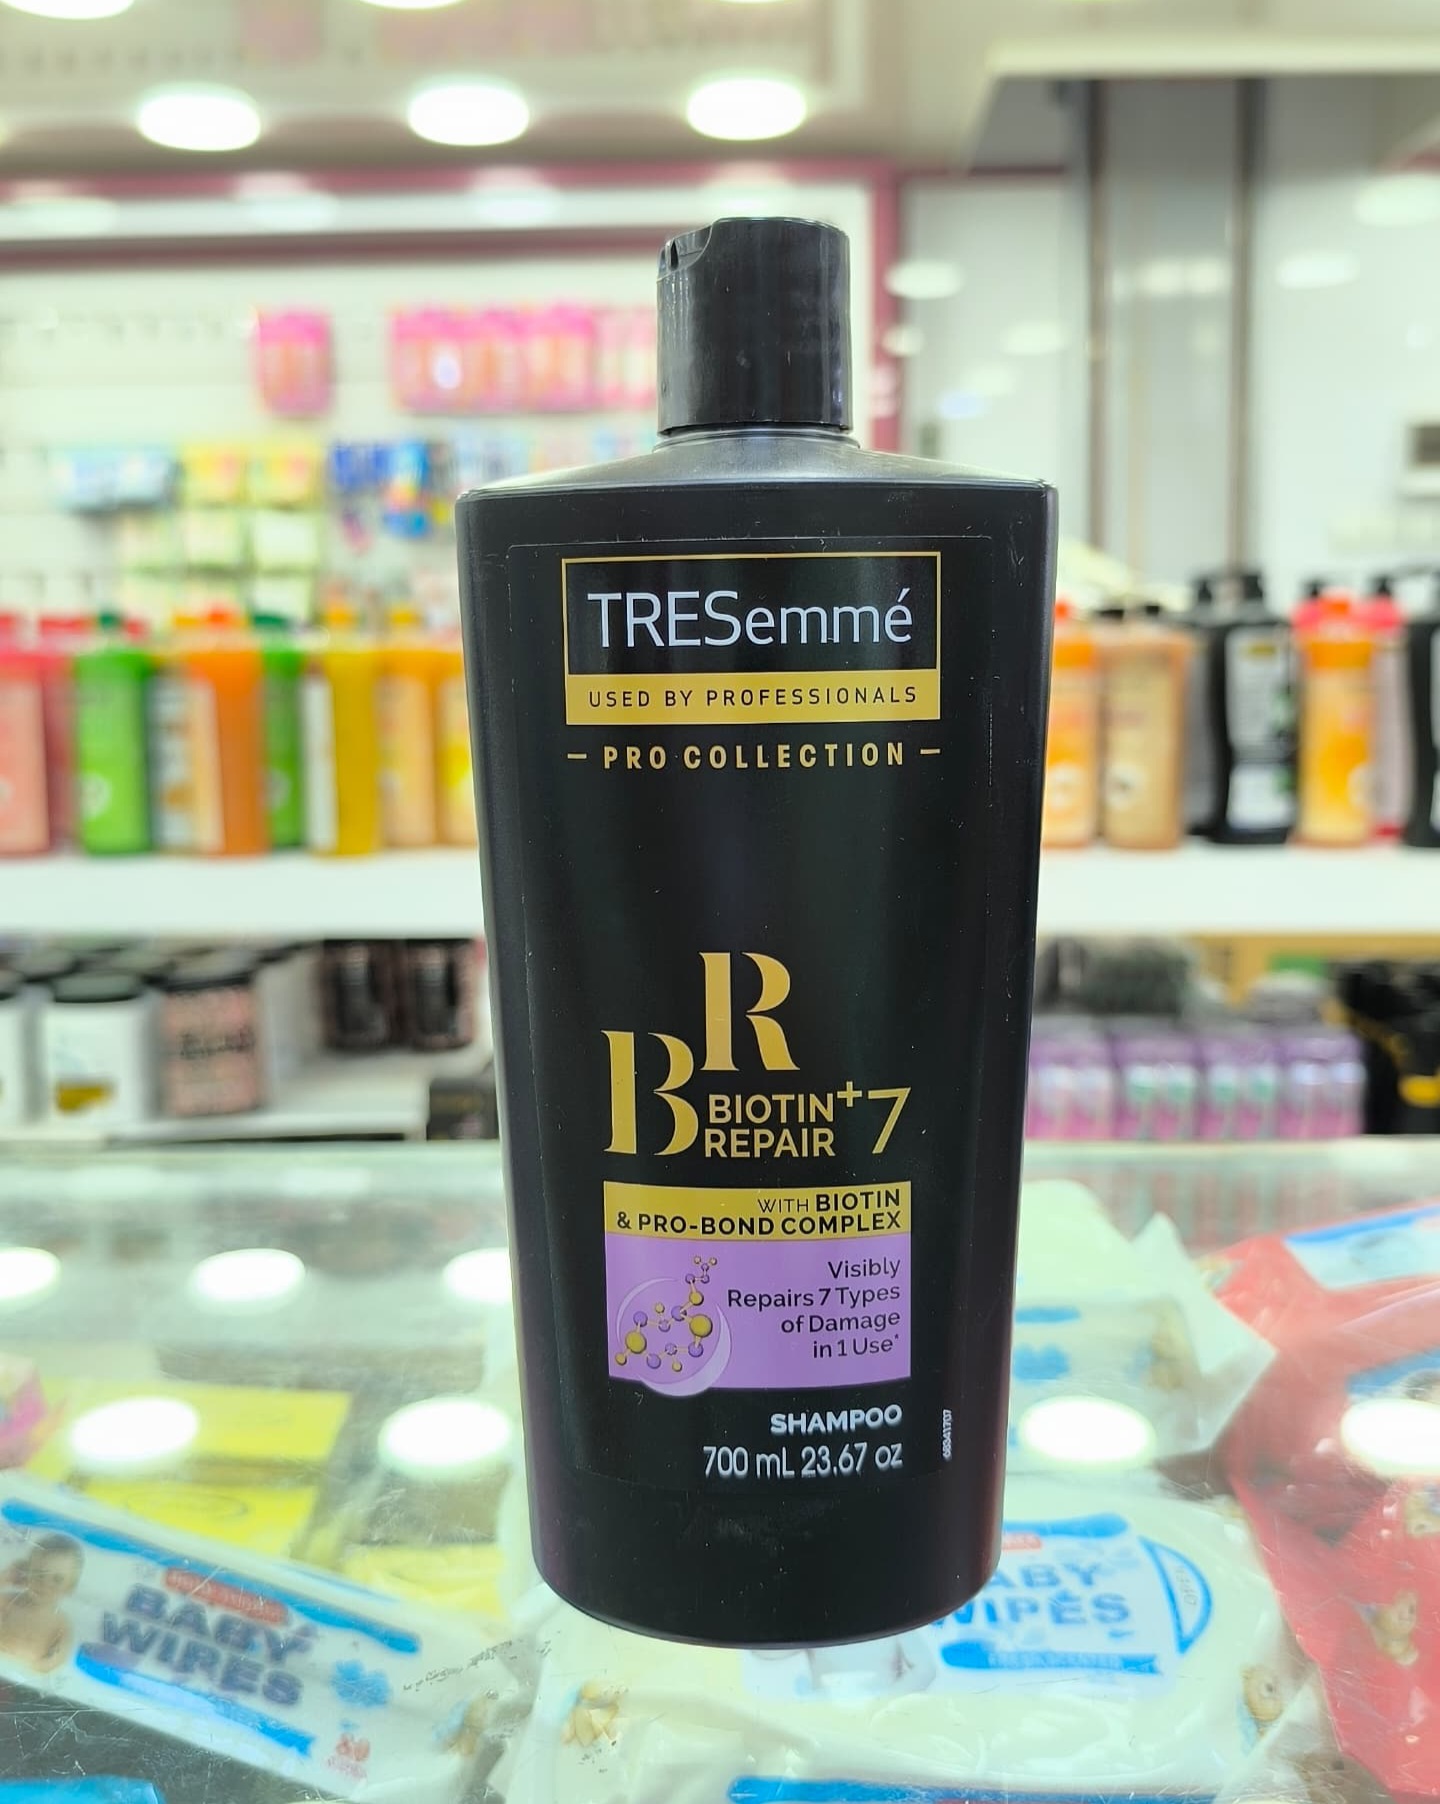 TRESemmé
USED BY PROFESSIONALS
– PRO COLLECTION –
BR
BIOTIN+7
REPAIR
WITH BIOTIN
& PRO-BOND COMPLEX
Visibly
Repairs 7 Types
of Damage
in 1 Use*
SHAMPOO
700 mL 23.67 oz
68341707
BABY
WIPES
BABY
WIPES